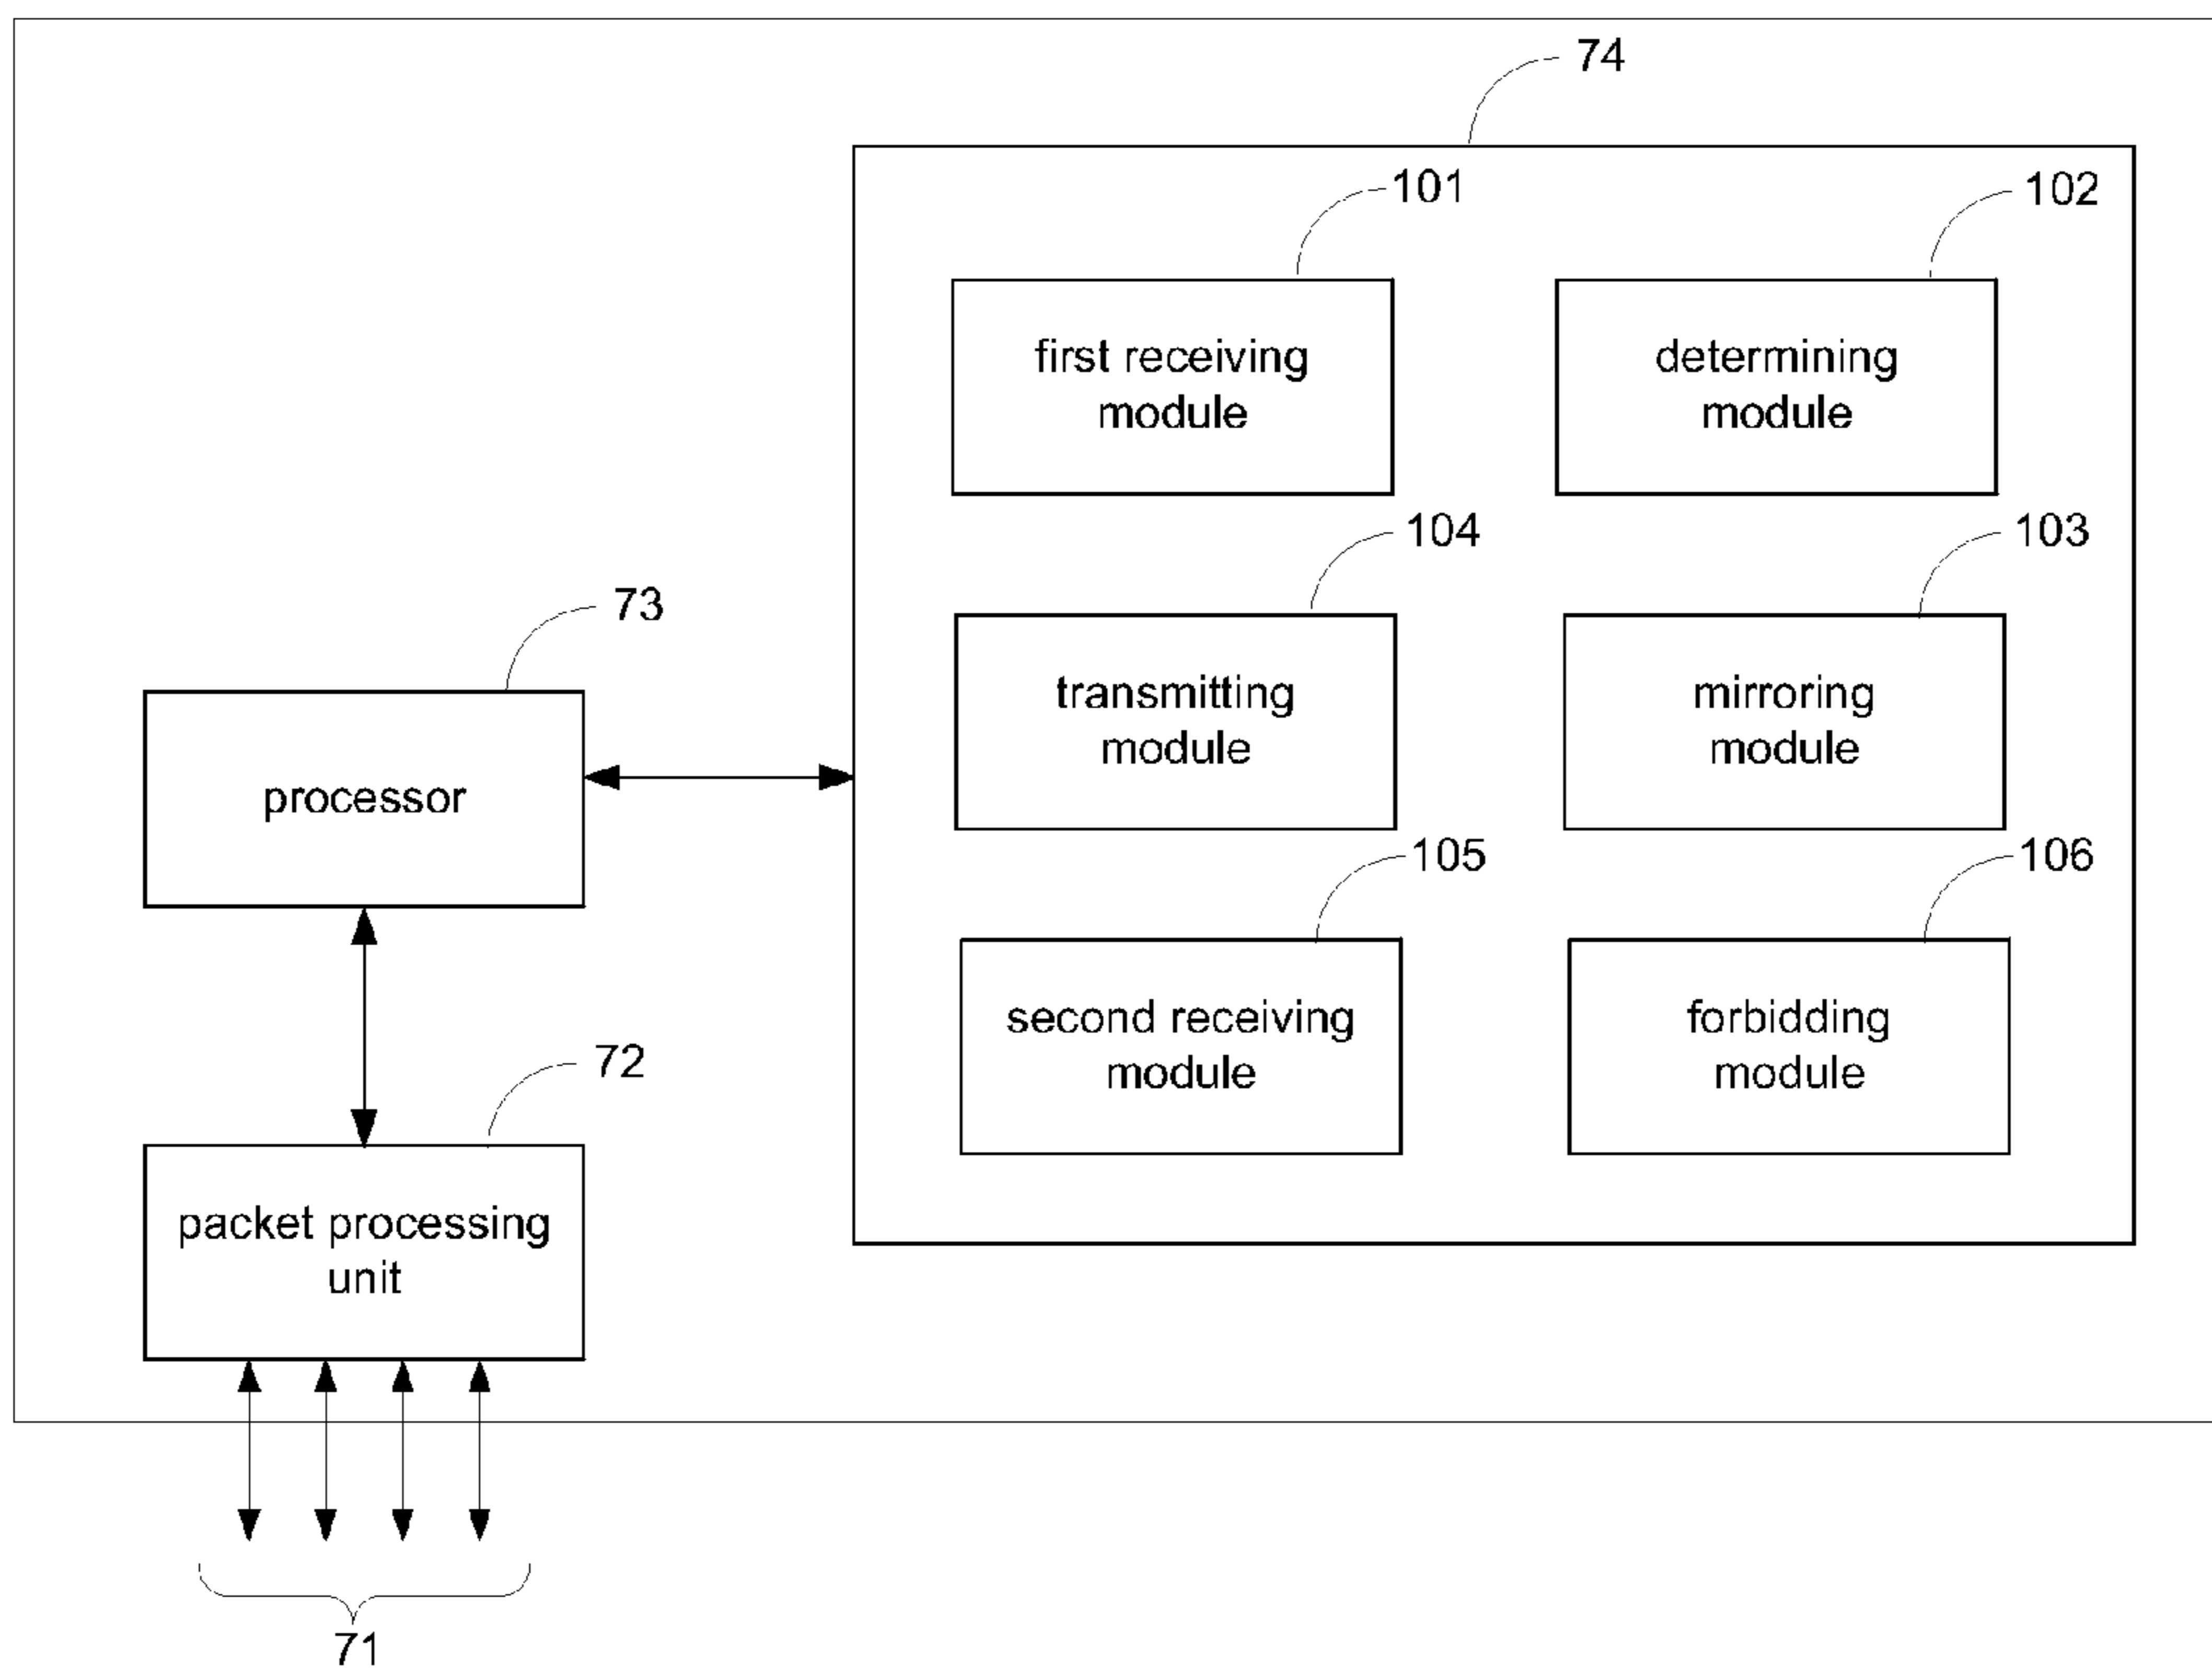 74
101
102
first receiving
module
determining
module
104
103
73
transmitting
module
mirroring
module
processor
105
106
72
second receiving
module
forbidding
module
packet processing
unit
71